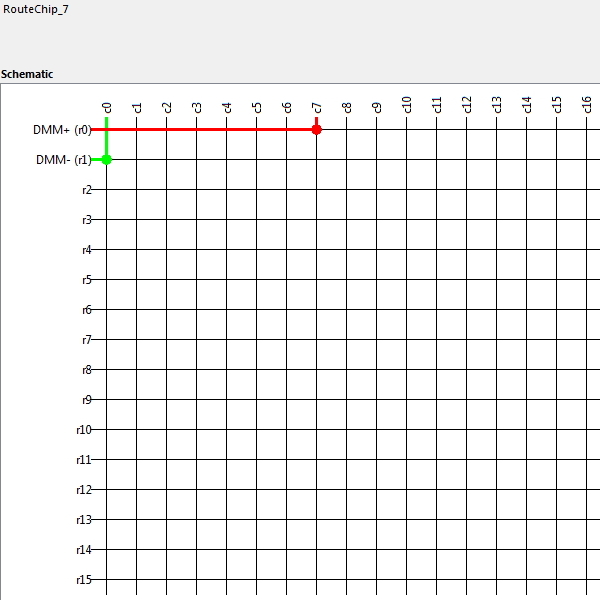 RouteChip_7
Schematic
c0 c1 c2 c3 c4 c5 c6 c7 c8 c9 c10 c11 c12 c13 c14 c15 c16
DMM+ (r0)
DMM- (r1)
r2
r3
r4
r5
r6
r7
r8
r9
r10
r11
r12
r13
r14
r15